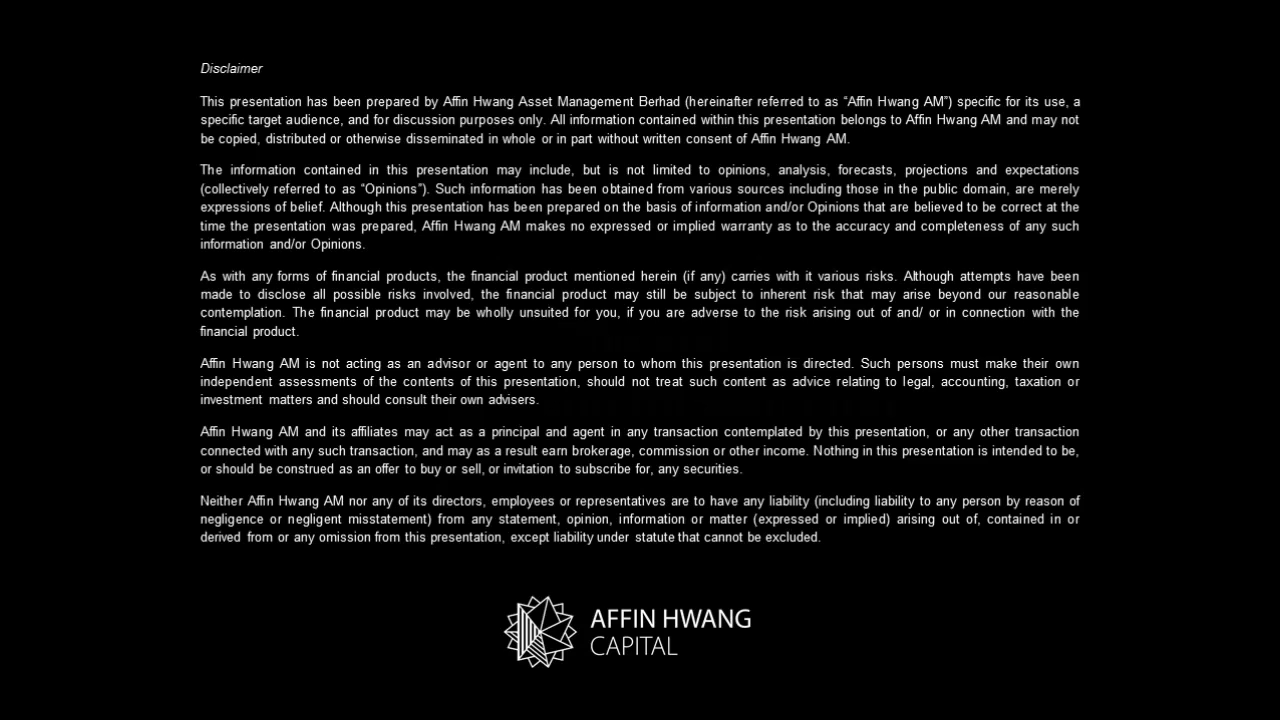 Disclaimer
This presentation has been prepared by Affin Hwang Asset Management Berhad (hereinafter referred to as “Affin Hwang AM”) specific for its use, a
specific target audience, and for discussion purposes only. All information contained within this presentation belongs to Affin Hwang AM and may not
be copied, distributed or otherwise disseminated in whole or in part without written consent of Affin Hwang AM.
The information contained in this presentation may include, but is not limited to opinions, analysis, forecasts, projections and expectations
(collectively referred to as “Opinions”). Such information has been obtained from various sources including those in the public domain, are merely
expressions of belief. Although this presentation has been prepared on the basis of information and/or Opinions that are believed to be correct at the
time the presentation was prepared, Affin Hwang AM makes no expressed or implied warranty as to the accuracy and completeness of any such
information and/or Opinions.
As with any forms of financial products, the financial product mentioned herein (if any) carries with it various risks. Although attempts have been
made to disclose all possible risks involved, the financial product may still be subject to inherent risk that may arise beyond our reasonable
contemplation. The financial product may be wholly unsuited for you, if you are adverse to the risk arising out of and/ or in connection with the
financial product.
Affin Hwang AM is not acting as an advisor or agent to any person to whom this presentation is directed. Such persons must make their own
independent assessments of the contents of this presentation, should not treat such content as advice relating to legal, accounting, taxation or
investment matters and should consult their own advisers.
Affin Hwang AM and its affiliates may act as a principal and agent in any transaction contemplated by this presentation, or any other transaction
connected with any such transaction, and may as a result earn brokerage, commission or other income. Nothing in this presentation is intended to be,
or should be construed as an offer to buy or sell, or invitation to subscribe for, any securities.
Neither Affin Hwang AM nor any of its directors, employees or representatives are to have any liability (including liability to any person by reason of
negligence or negligent misstatement) from any statement, opinion, information or matter (expressed or implied) arising out of, contained in or
derived from or any omission from this presentation, except liability under statute that cannot be excluded.
AFFIN HWANG
CAPITAL